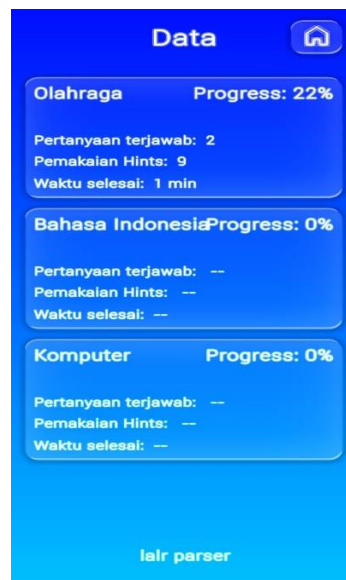 Data
Olahraga Progress: 22%
Pertanyaan terjawab: 2
Pemakaian Hints: 9
Waktu selesai: 1 min
Bahasa Indonesia Progress: 0%
Pertanyaan terjawab: --
Pemakaian Hints: --
Waktu selesai: --
Komputer Progress: 0%
Pertanyaan terjawab: --
Pemakaian Hints: --
Waktu selesai: --
lalr parser